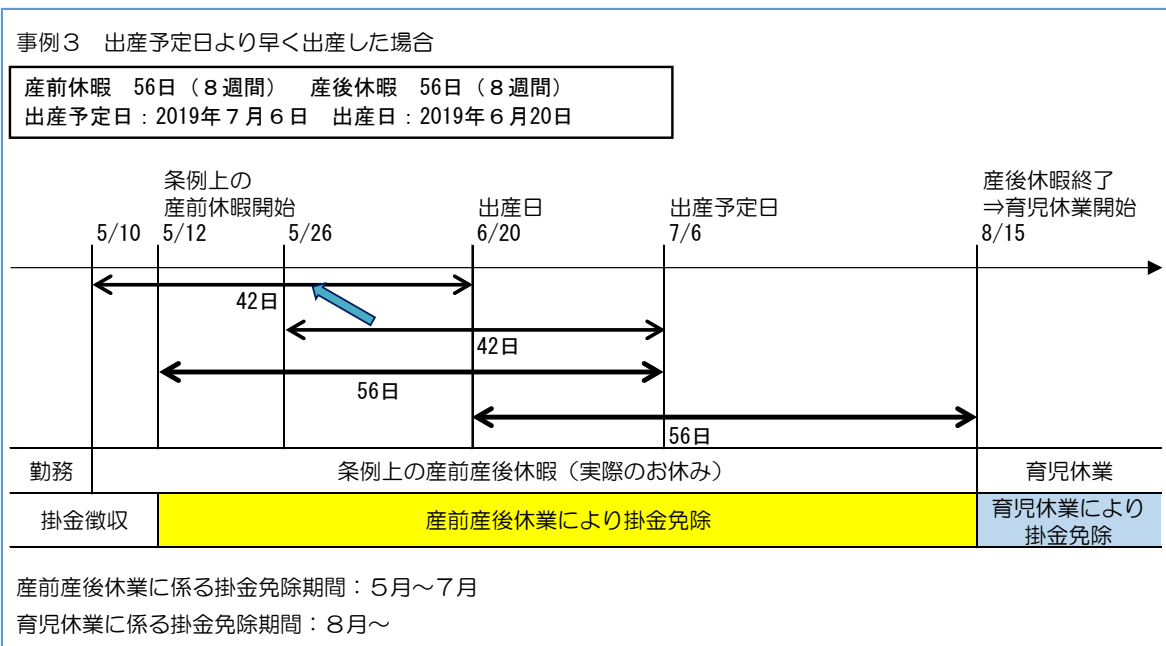 事例３　出産予定日より早く出産した場合
産前休暇　56日（８週間）　産後休暇　56日（８週間）
出産予定日：2019年７月６日　出産日：2019年６月20日
条例上の
産前休暇開始
出産日
出産予定日
産後休暇終了
⇒育児休業開始
5/10 5/12 5/26 6/20 7/6 8/15
42日
42日
56日
56日
勤務 条例上の産前産後休暇（実際のお休み） 育児休業
掛金徴収 産前産後休業により掛金免除 育児休業により
掛金免除
産前産後休業に係る掛金免除期間：５月～７月
育児休業に係る掛金免除期間：８月～